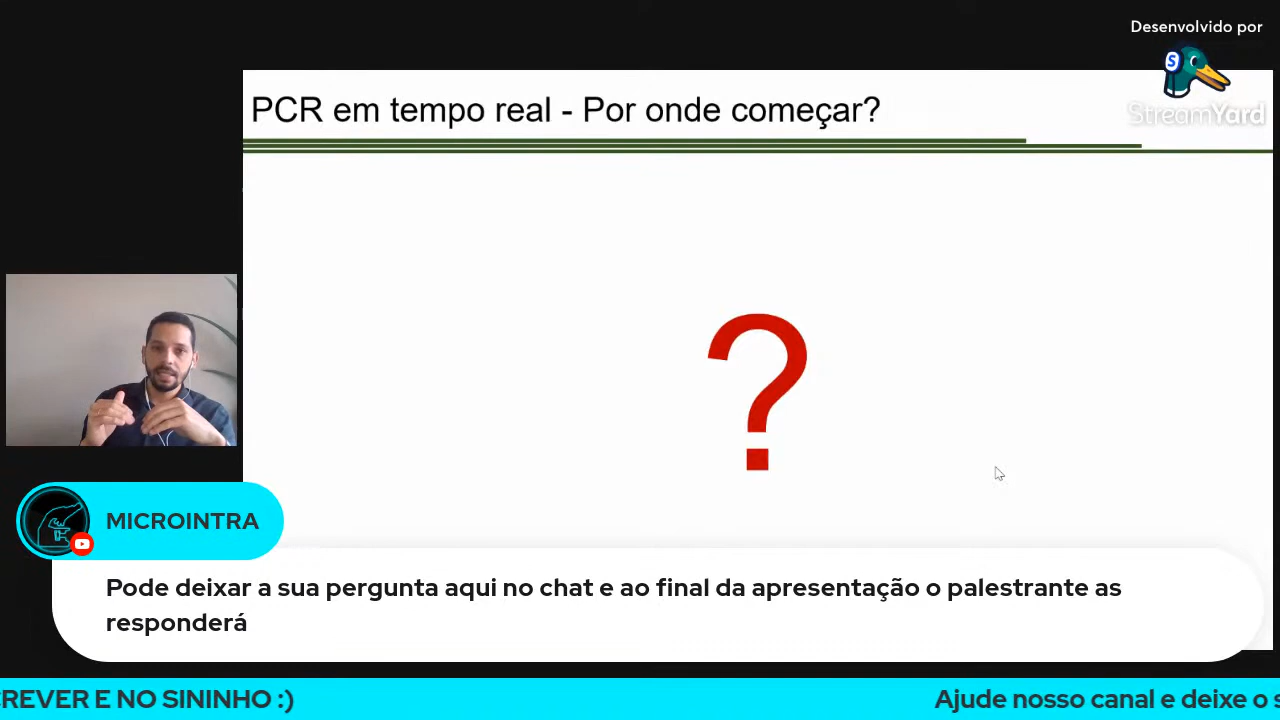 Desenvolvido por
S
StreamYard
PCR em tempo real - Por onde começar?
?
MICROINTRA
Pode deixar a sua pergunta aqui no chat e ao final da apresentação o palestrante as
responderá
CREVER E NO SININHO :)
Ajude nosso canal e deixe o s